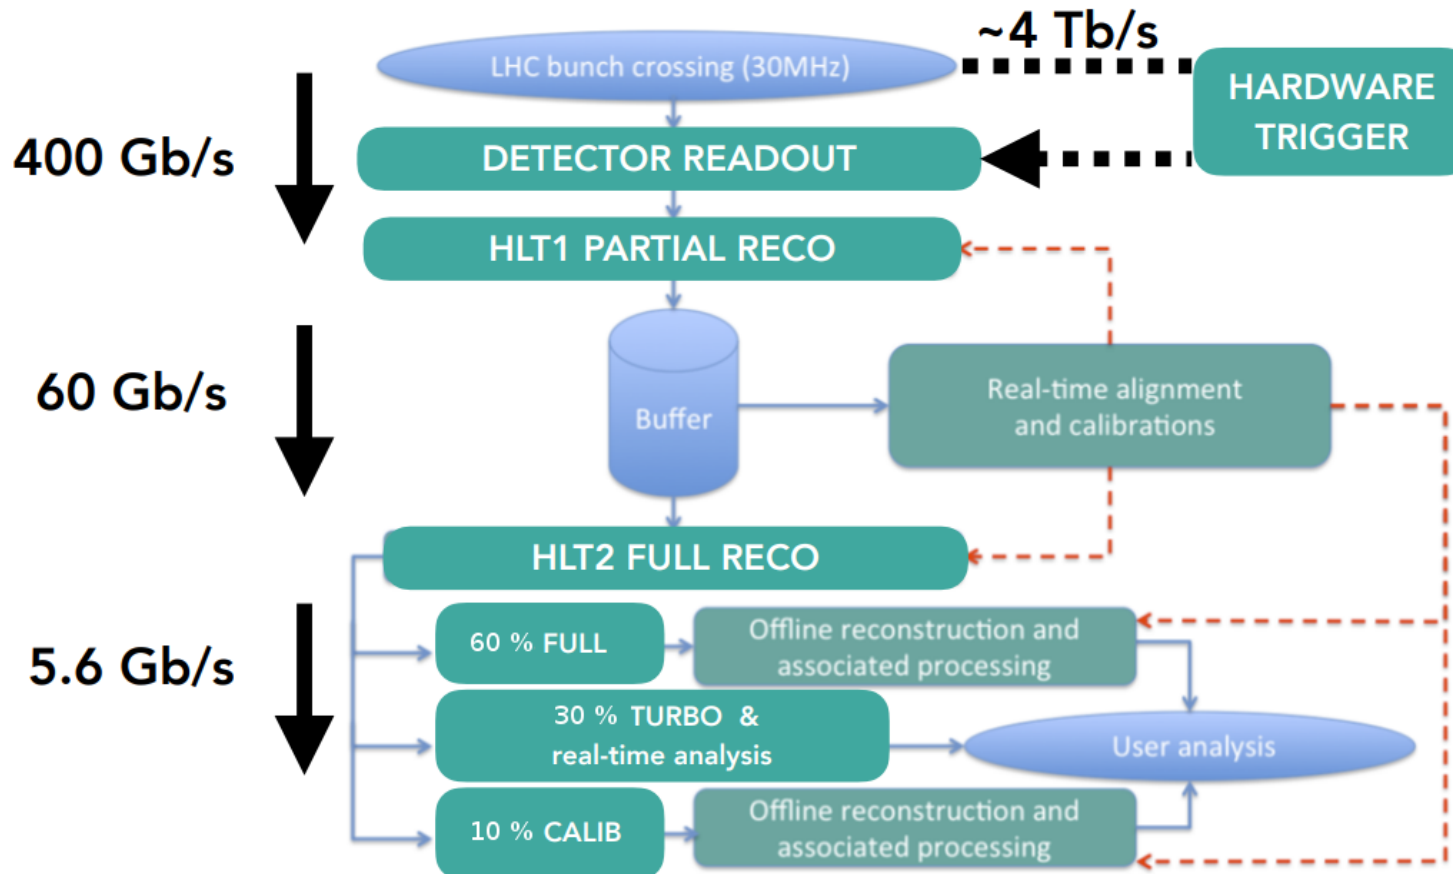 ~4 Tb/s
LHC bunch crossing (30MHz)
HARDWARE
TRIGGER
400 Gb/s
DETECTOR READOUT
HLT1 PARTIAL RECO
60 Gb/s
Buffer
Real-time alignment
and calibrations
HLT2 FULL RECO
5.6 Gb/s
60 % FULL
Offline reconstruction and
associated processing
30 % TURBO &
real-time analysis
User analysis
10 % CALIB
Offline reconstruction and
associated processing